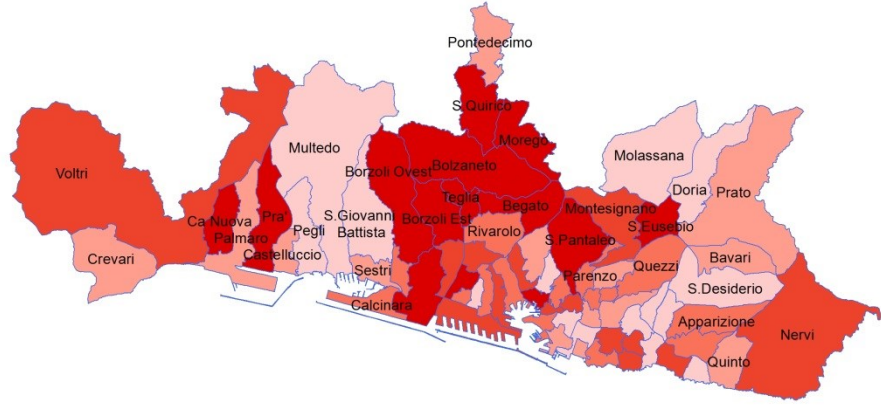 Pontedecimo
S.Quirico
Morego
Multedo
Molassana
Voltri
Borzoli Ovest
Bolzaneto
Doria
Prato
Teglia
Begato
Montesignano
Ca Nuova
Pra'
S.Giovanni
Battista
Borzoli Est
S.Eusebio
Palmaro
Pegli
Rivarolo
S.Pantaleo
Crevari
Castelluccio
Sestri
Parenzo
Quezzi
Bavari
S.Desiderio
Calcinara
Apparizione
Nervi
Quinto